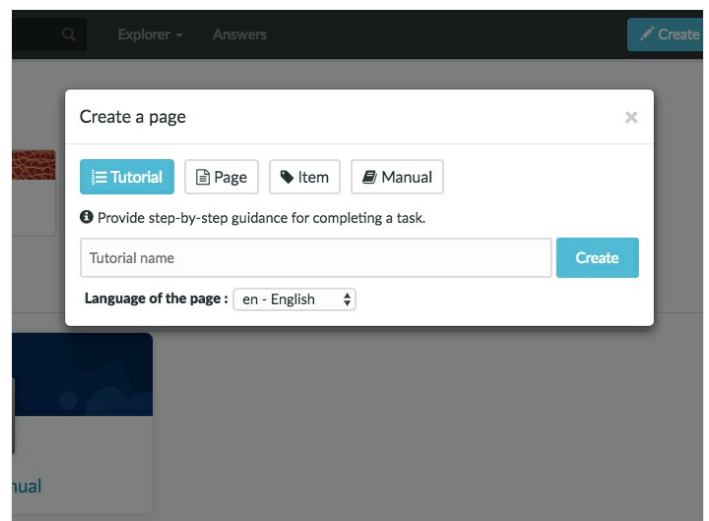 Explorer Answers Create
Create a page ×
Tutorial Page Item Manual
Provide step-by-step guidance for completing a task.
Tutorial name Create
Language of the page : en - English